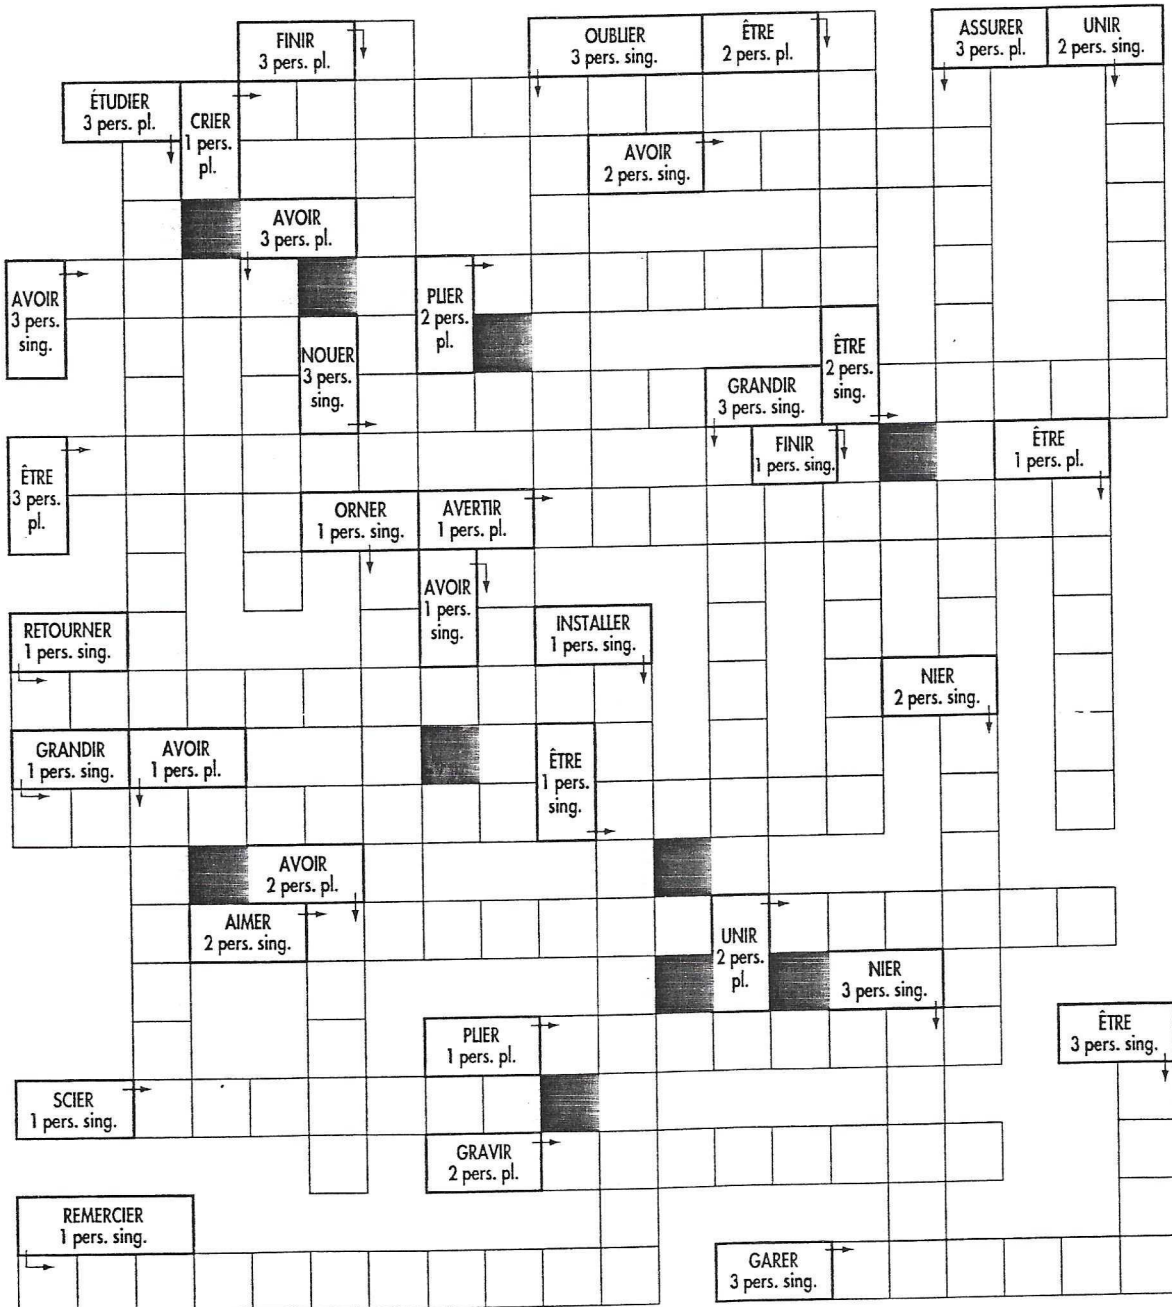 FINIR
3 pers. pl.
OUBLIER
3 pers. sing.
ÊTRE
2 pers. pl.
ASSURER
3 pers. pl.
UNIR
2 pers. sing.
ÉTUDIER
3 pers. pl.
CRIER
1 pers.
pl.
AVOIR
2 pers. sing.
AVOIR
3 pers. pl.
AVOIR
3 pers.
sing.
PLIER
2 pers.
pl.
NOUER
3 pers.
sing.
ÊTRE
2 pers.
sing.
GRANDIR
3 pers. sing.
FINIR
1 pers. sing.
ÊTRE
1 pers. pl.
ÊTRE
3 pers.
pl.
ORNER
1 pers. sing.
AVERTIR
1 pers. pl.
AVOIR
1 pers.
sing.
RETOURNER
1 pers. sing.
INSTALLER
1 pers. sing.
NIER
2 pers. sing.
GRANDIR
1 pers. sing.
AVOIR
1 pers. pl.
ÊTRE
1 pers.
sing.
AVOIR
2 pers. pl.
AIMER
2 pers. sing.
UNIR
2 pers.
pl.
NIER
3 pers. sing.
PLIER
1 pers. pl.
ÊTRE
3 pers. sing.
SCIER
1 pers. sing.
GRAVIR
2 pers. pl.
REMERCIER
1 pers. sing.
GARER
3 pers. sing.